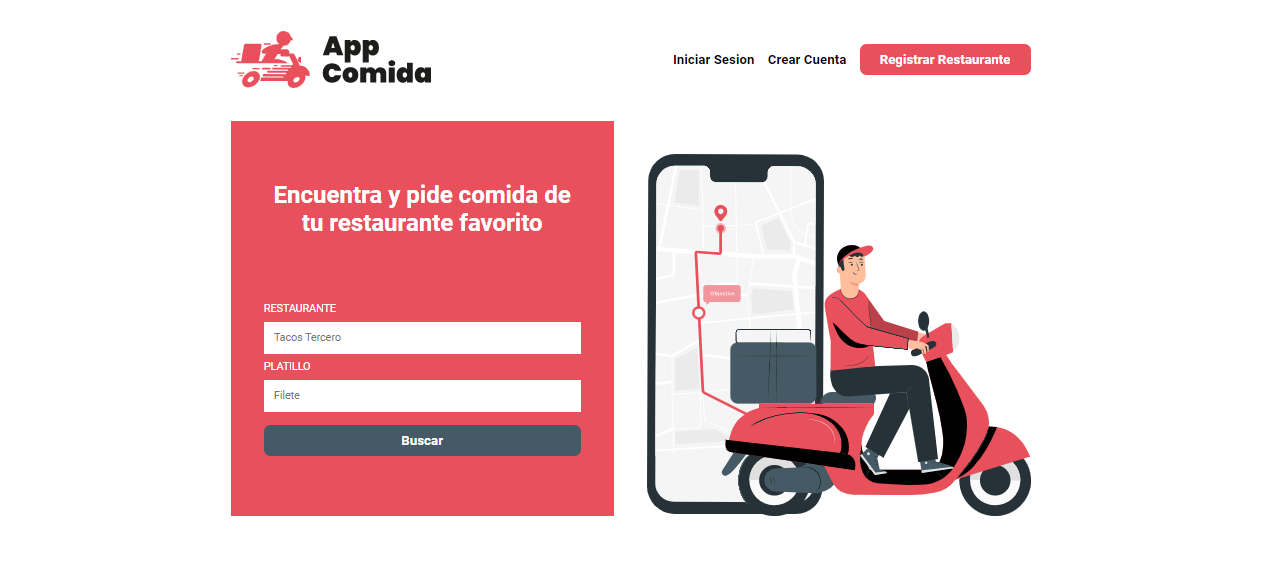 App
Comida
Iniciar Sesion
Crear Cuenta
Registrar Restaurante
Encuentra y pide comida de
tu restaurante favorito
RESTAURANTE
Tacos Tercero
PLATILLO
Filete
Buscar
Objective